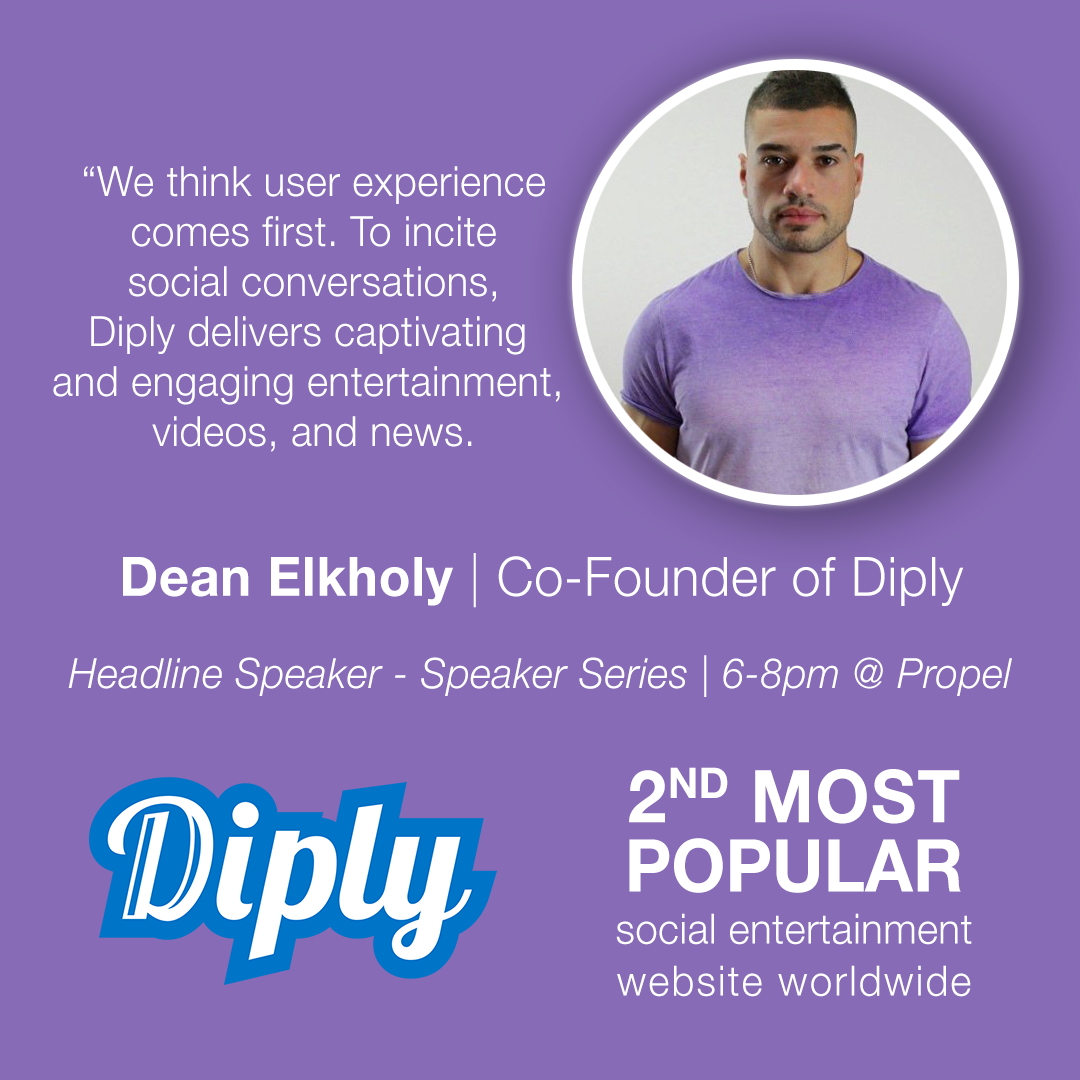 “We think user experience
comes first. To incite
social conversations,
Diply delivers captivating
and engaging entertainment,
videos, and news.
Dean Elkholy | Co-Founder of Diply
Headline Speaker - Speaker Series | 6-8pm @ Propel
Diply
2ND MOST
POPULAR
social entertainment
website worldwide